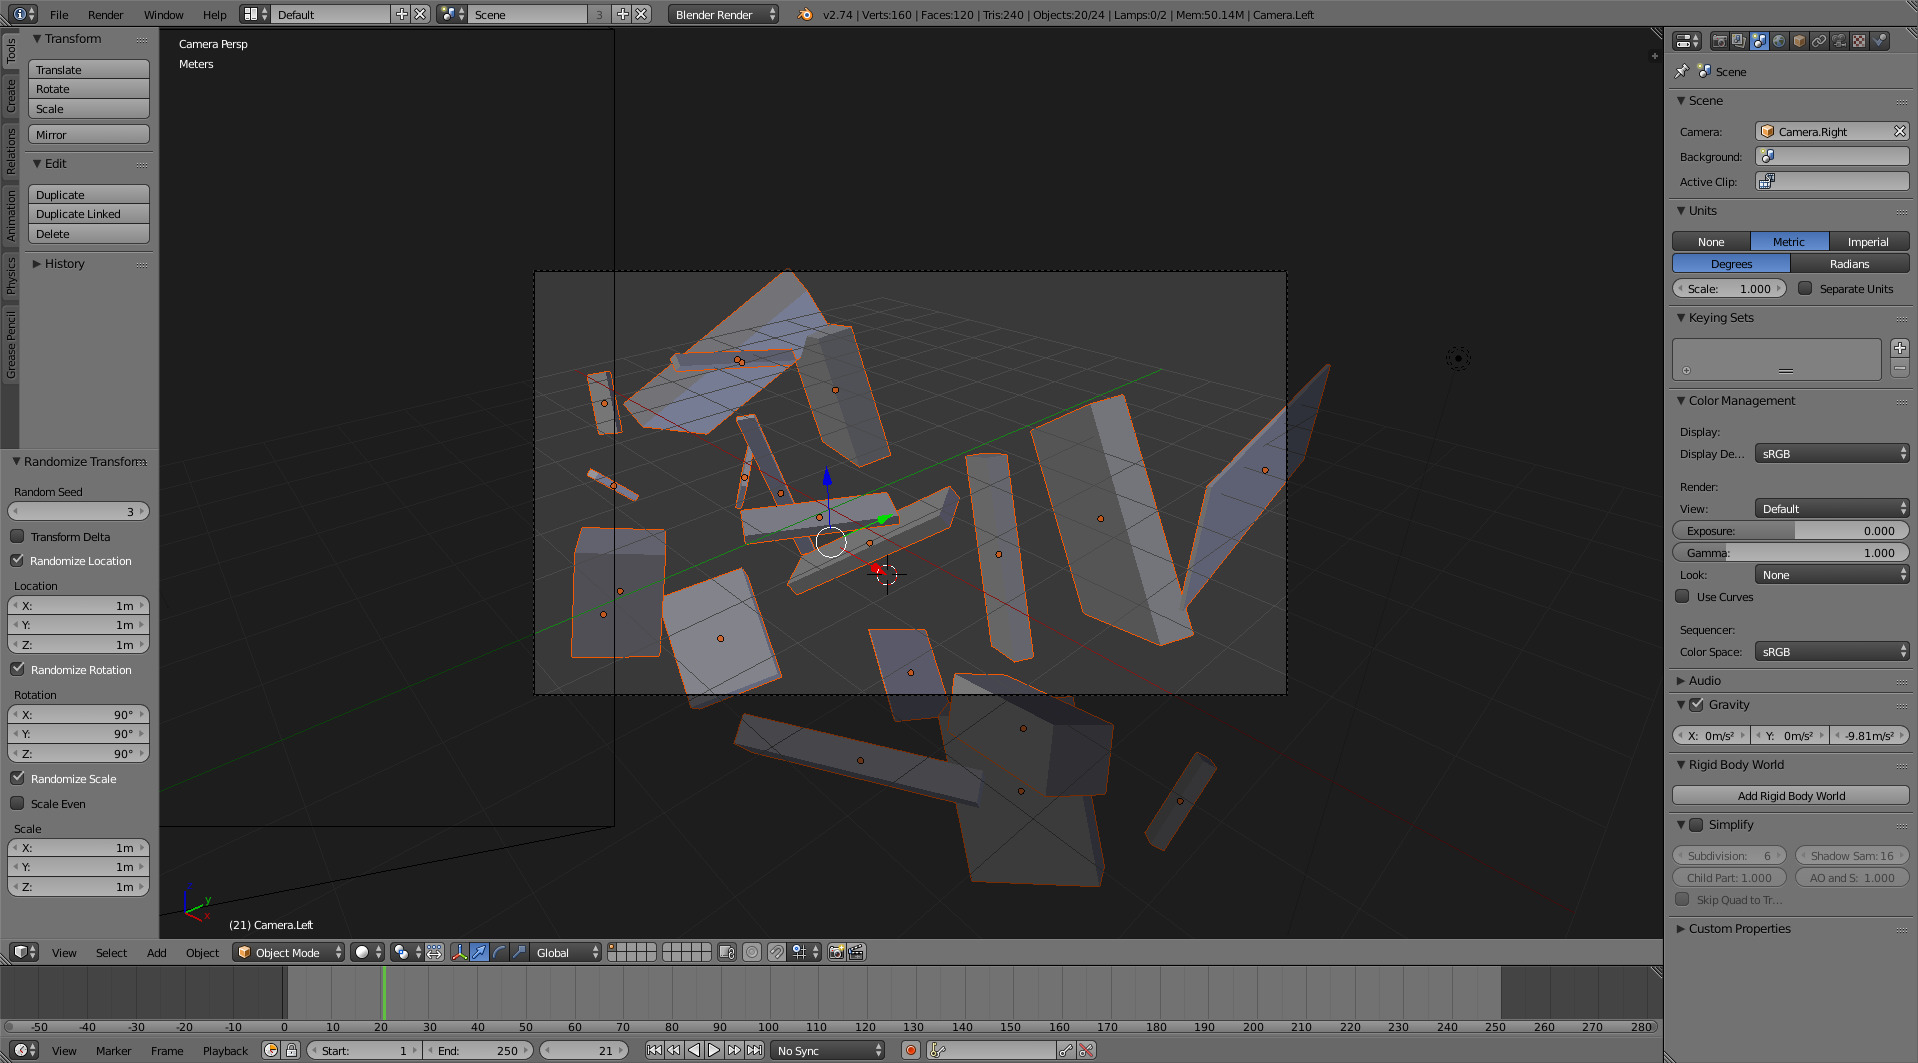 File Render Window Help Default Scene 3 Blender Render v2.74 | Verts:160 | Faces:120 | Tris:240 | Objects:20/24 | Lamps:0/2 | Mem:50.14M | Camera.Left
Tools
Create
Relations
Animation
Physics
Grease Pencil
Transform
Translate
Rotate
Scale
Mirror
Edit
Duplicate
Duplicate Linked
Delete
History
Randomize Transform
Random Seed
3
Transform Delta
Randomize Location
Location
X: 1m
Y: 1m
Z: 1m
Randomize Rotation
Rotation
X: 90°
Y: 90°
Z: 90°
Randomize Scale
Scale Even
Scale
X: 1m
Y: 1m
Z: 1m
Camera Persp
Meters
z
y
x
(21) Camera.Left
View Select Add Object Object Mode Global
Scene
Scene
Camera: Camera.Right
Background:
Active Clip:
Units
None Metric Imperial
Degrees Radians
Scale: 1.000 Separate Units
Keying Sets
Color Management
Display:
Display De... sRGB
Render:
View: Default
Exposure: 0.000
Gamma: 1.000
Look: None
Use Curves
Sequencer:
Color Space: sRGB
Audio
Gravity
X: 0m/s² Y: 0m/s² -9.81m/s²
Rigid Body World
Add Rigid Body World
Simplify
Subdivision: 6 Shadow Sam: 16
Child Part: 1.000 AO and S: 1.000
Skip Quad to Tr...
Custom Properties
-50 -40 -30 -20 -10 0 10 20 30 40 50 60 70 80 90 100 110 120 130 140 150 160 170 180 190 200 210 220 230 240 250 260 270 280
View Marker Frame Playback Start: 1 End: 250 21 No Sync